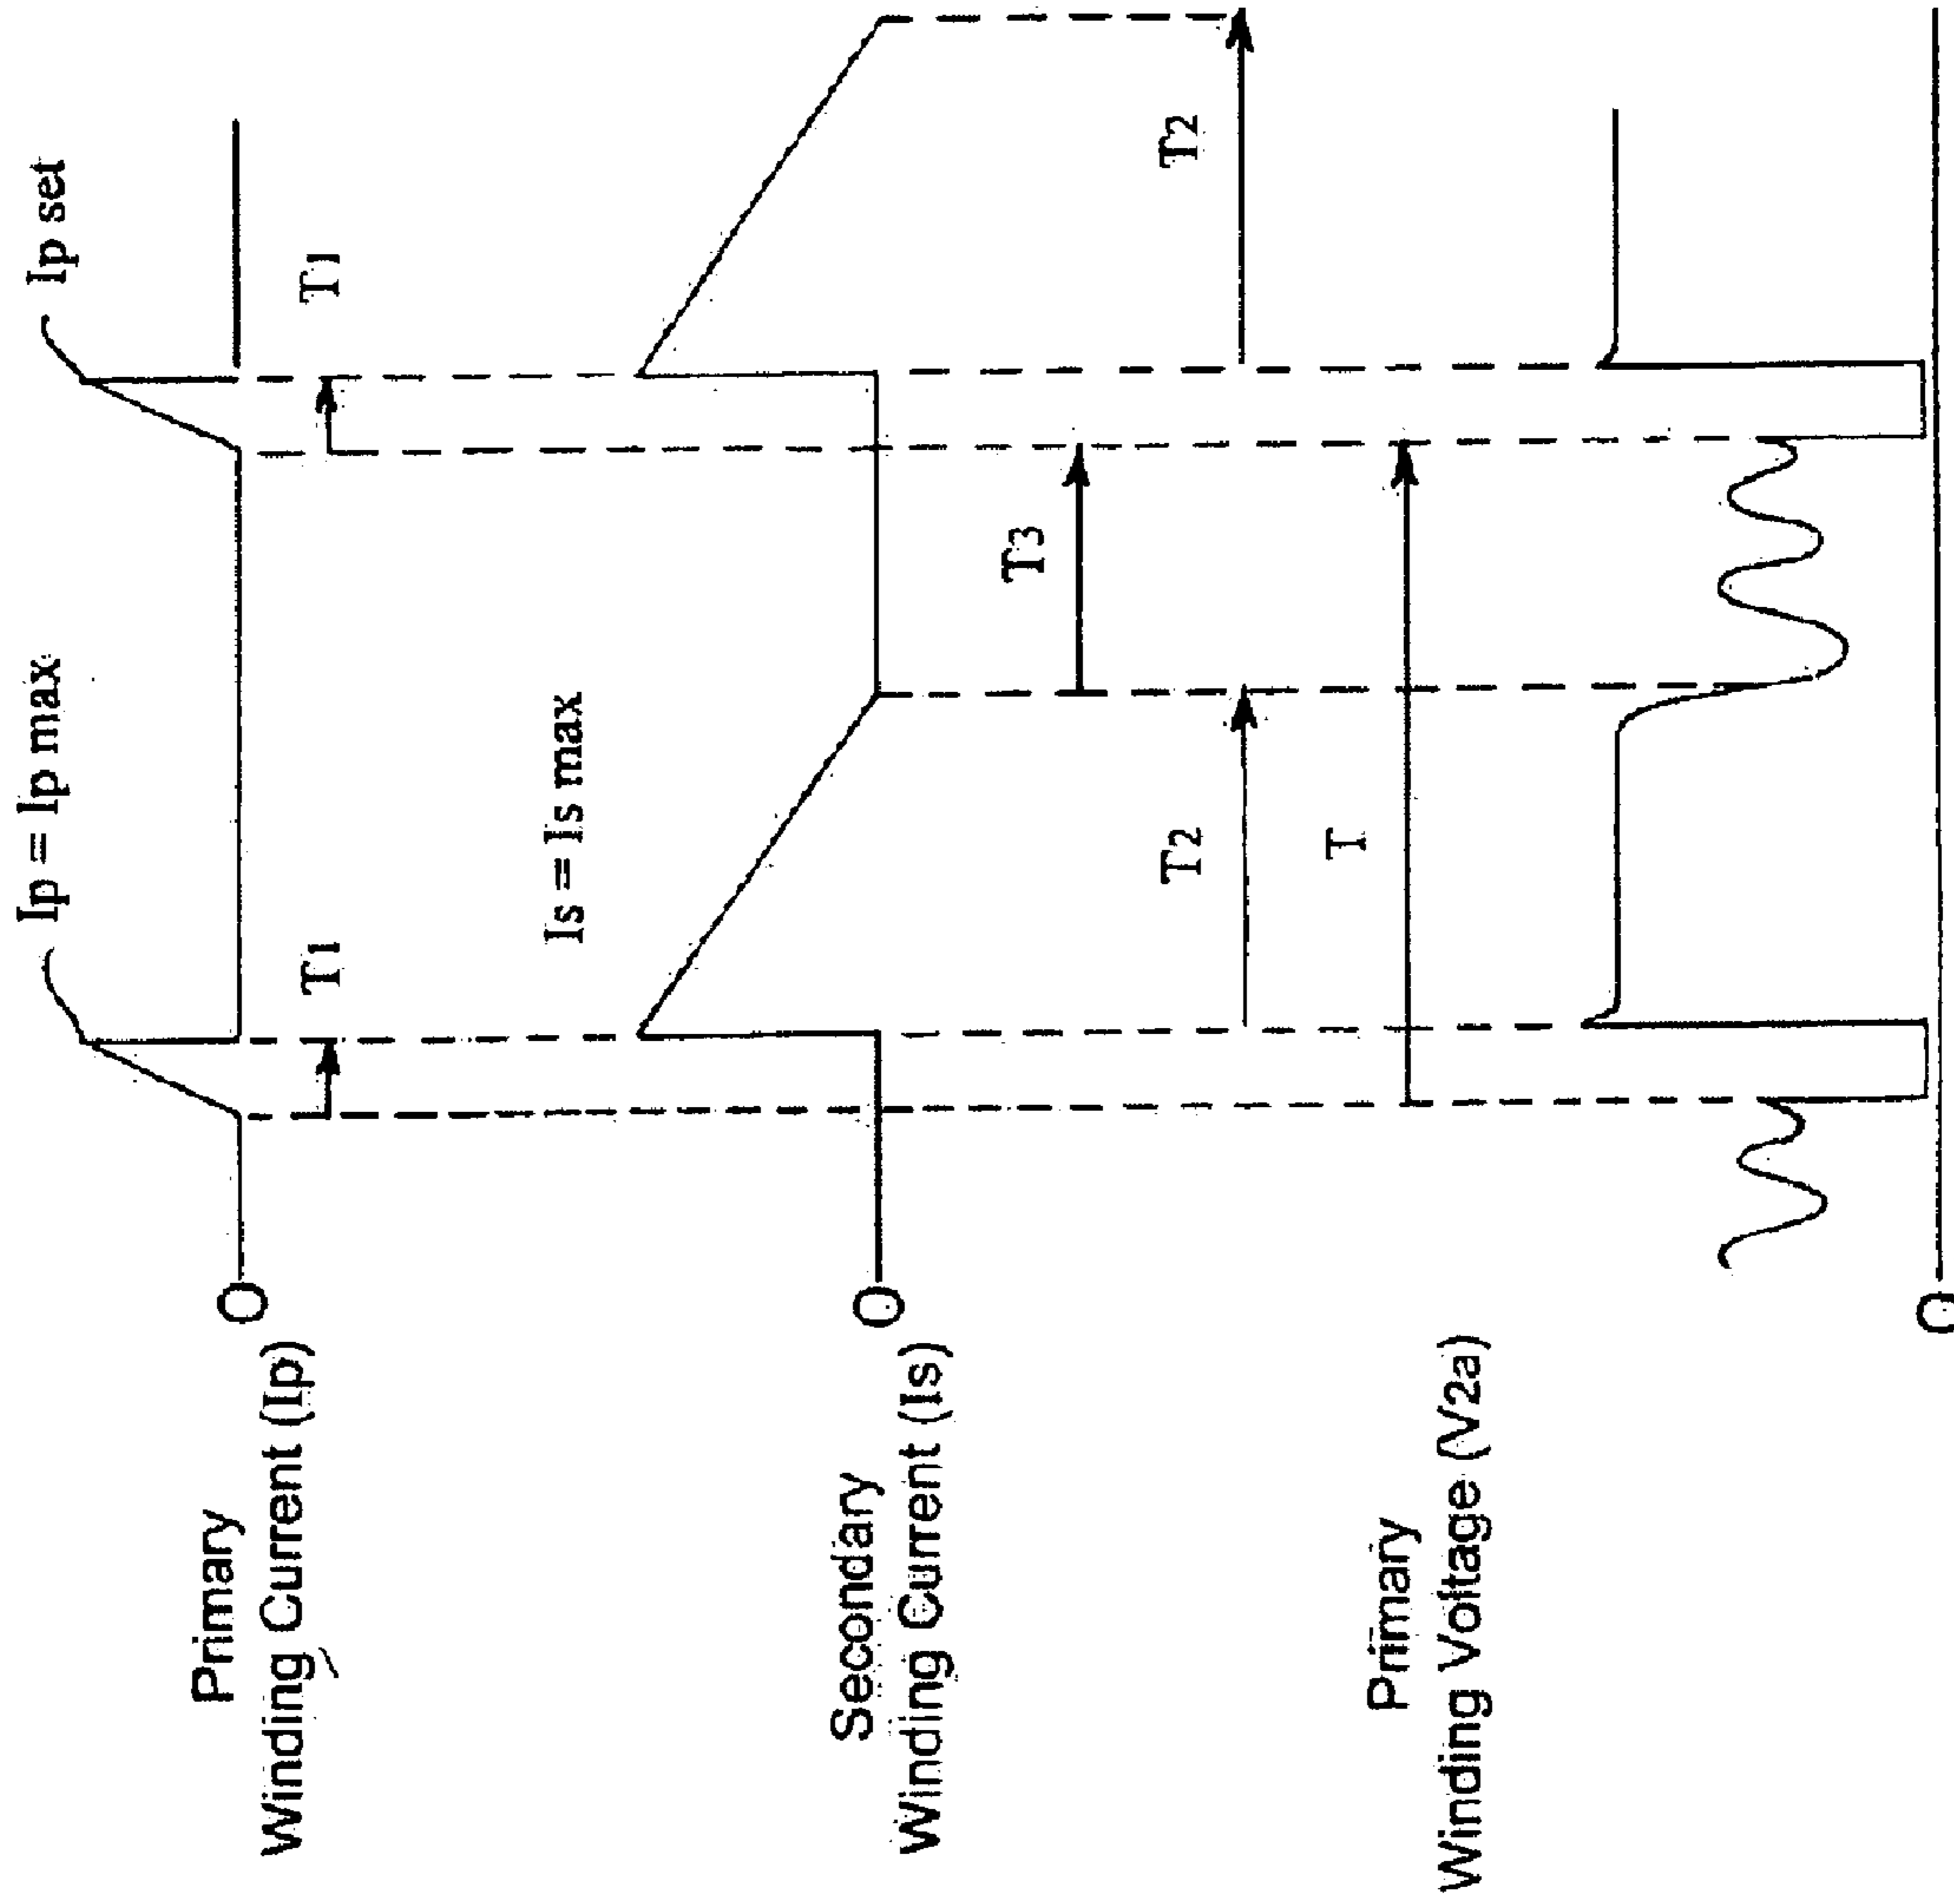 Ip = Ip max
Ip set
Primary
Winding Current (Ip)
O
T1
T1
Is = Is max
Secondary
Winding Current (Is)
O
T3
T2
T2
T
Primary
Winding Voltage (V2a)
O